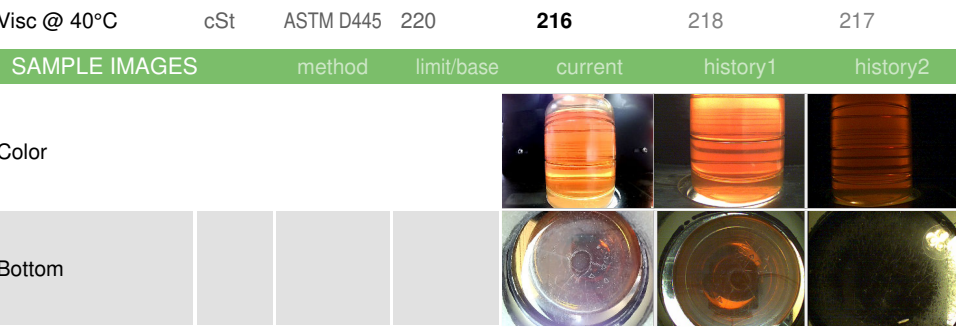 Visc @ 40°C cSt ASTM D445 220 216 218 217
SAMPLE IMAGES method limit/base current history1 history2
Color
Bottom